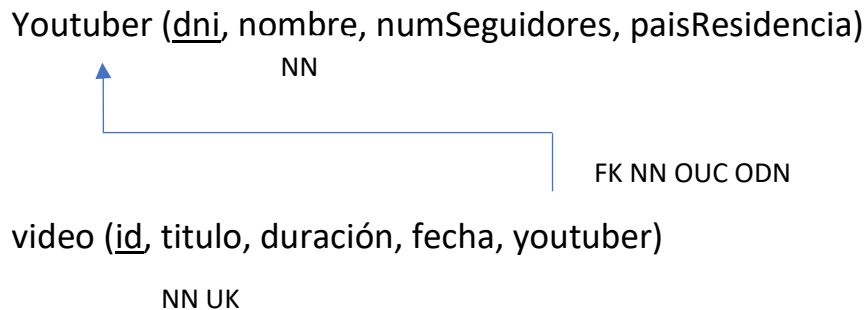 Youtuber (dni, nombre, numSeguidores, paisResidencia)
NN
FK NN OUC ODN
video (id, titulo, duración, fecha, youtuber)
NN UK